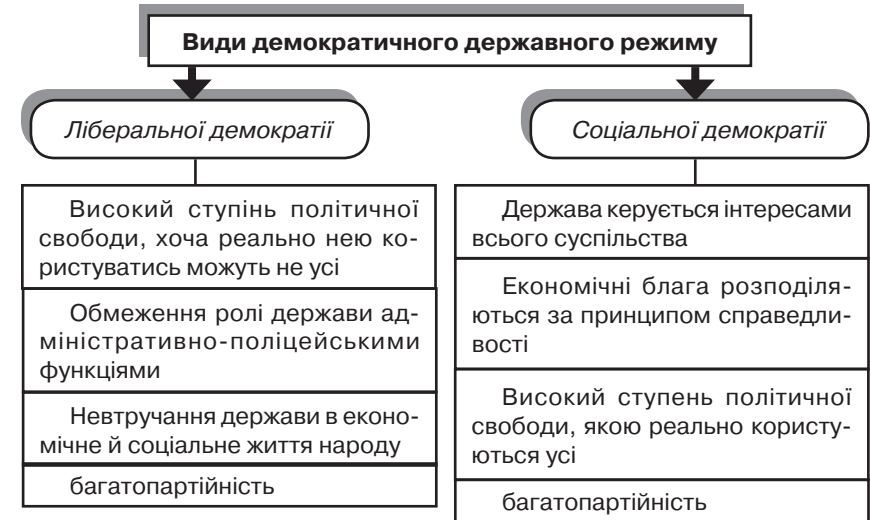 Види демократичного державного режиму
Ліберальної демократії
Високий ступінь політичної
свободи, хоча реально нею ко-
ристуватись можуть не усі
Обмеження ролі держави ад-
міністративно-поліцейськими
функціями
Невтручання держави в еконо-
мічне й соціальне життя народу
багатопартійність
Соціальної демократії
Держава керується інтересами
всього суспільства
Економічні блага розподіля-
ються за принципом справедли-
вості
Високий ступень політичної
свободи, якою реально користу-
ються усі
багатопартійність